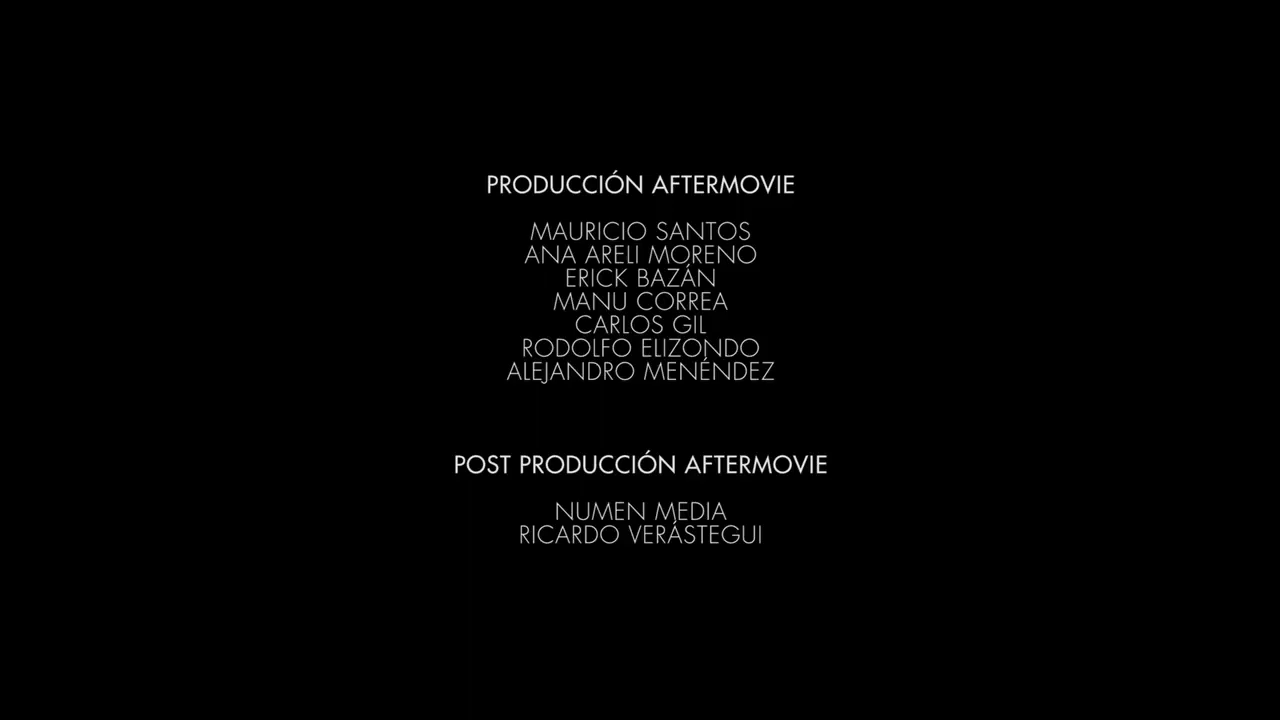 PRODUCCIÓN AFTERMOVIE
MAURICIO SANTOS
ANA ARELI MORENO
ERICK BAZÁN
MANU CORREA
CARLOS GIL
RODOLFO ELIZONDO
ALEJANDRO MENÉNDEZ
POST PRODUCCIÓN AFTERMOVIE
NUMEN MEDIA
RICARDO VERÁSTEGUI